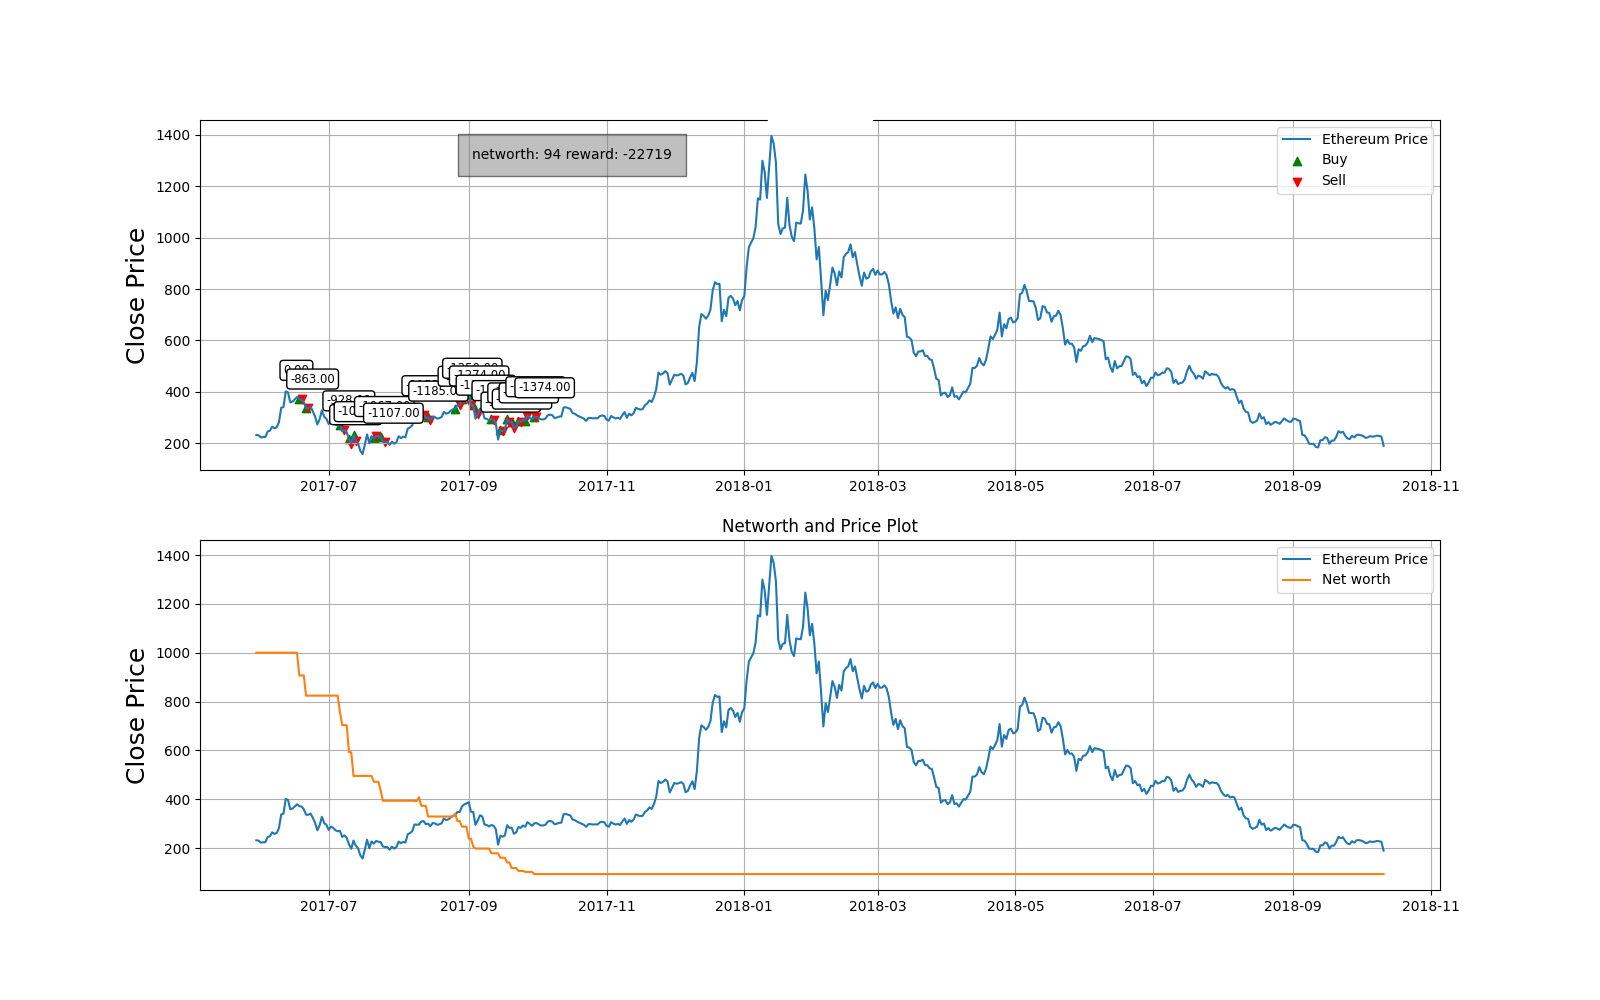 1400
1200
1000
800
600
400
200
Close Price
networth: 94 reward: -22719
Ethereum Price
Buy
Sell
-863.00
-1107.00
-1374.00
2017-07 2017-09 2017-11 2018-01 2018-03 2018-05 2018-07 2018-09 2018-11
Networth and Price Plot
1400
1200
1000
800
600
400
200
Close Price
Ethereum Price
Net worth
2017-07 2017-09 2017-11 2018-01 2018-03 2018-05 2018-07 2018-09 2018-11